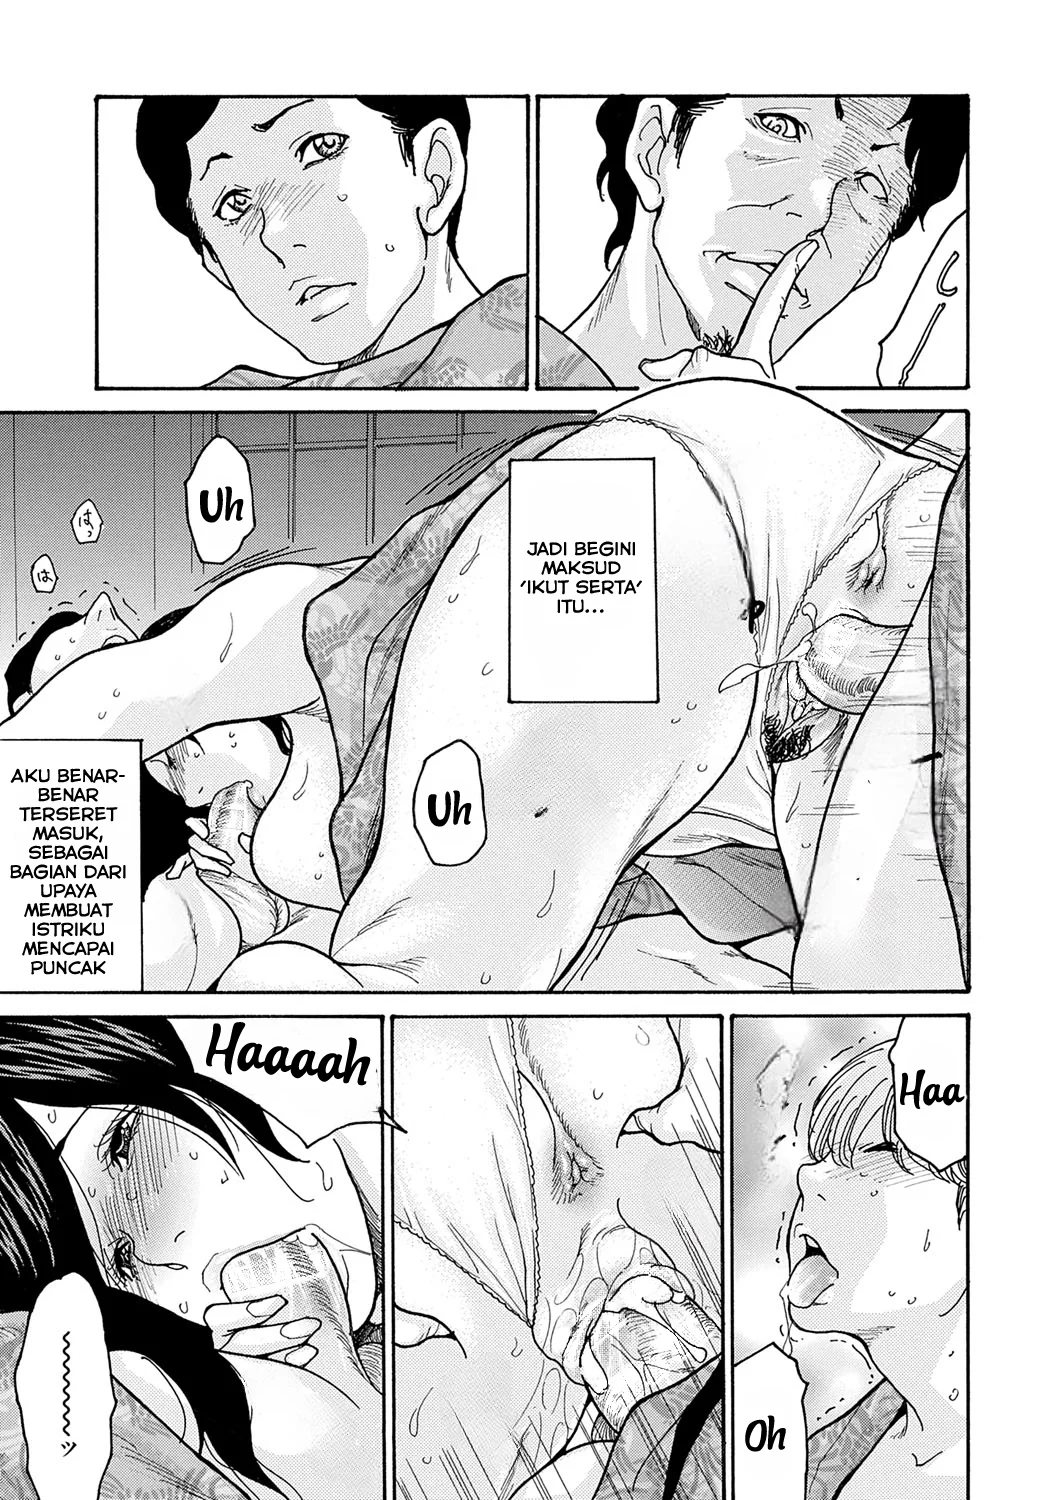 JADI BEGINI
MAKSUD
‘IKUT SERTA’
ITU...
Uh
はっ
は
Uh
AKU BENAR-
BENAR
TERSERET
MASUK,
SEBAGAI
BAGIAN DARI
UPAYA
MEMBUAT
ISTRIKU
MENCAPAI
PUNCAK
Haa
Oh
Haaaah
〜〜〜〜ッ